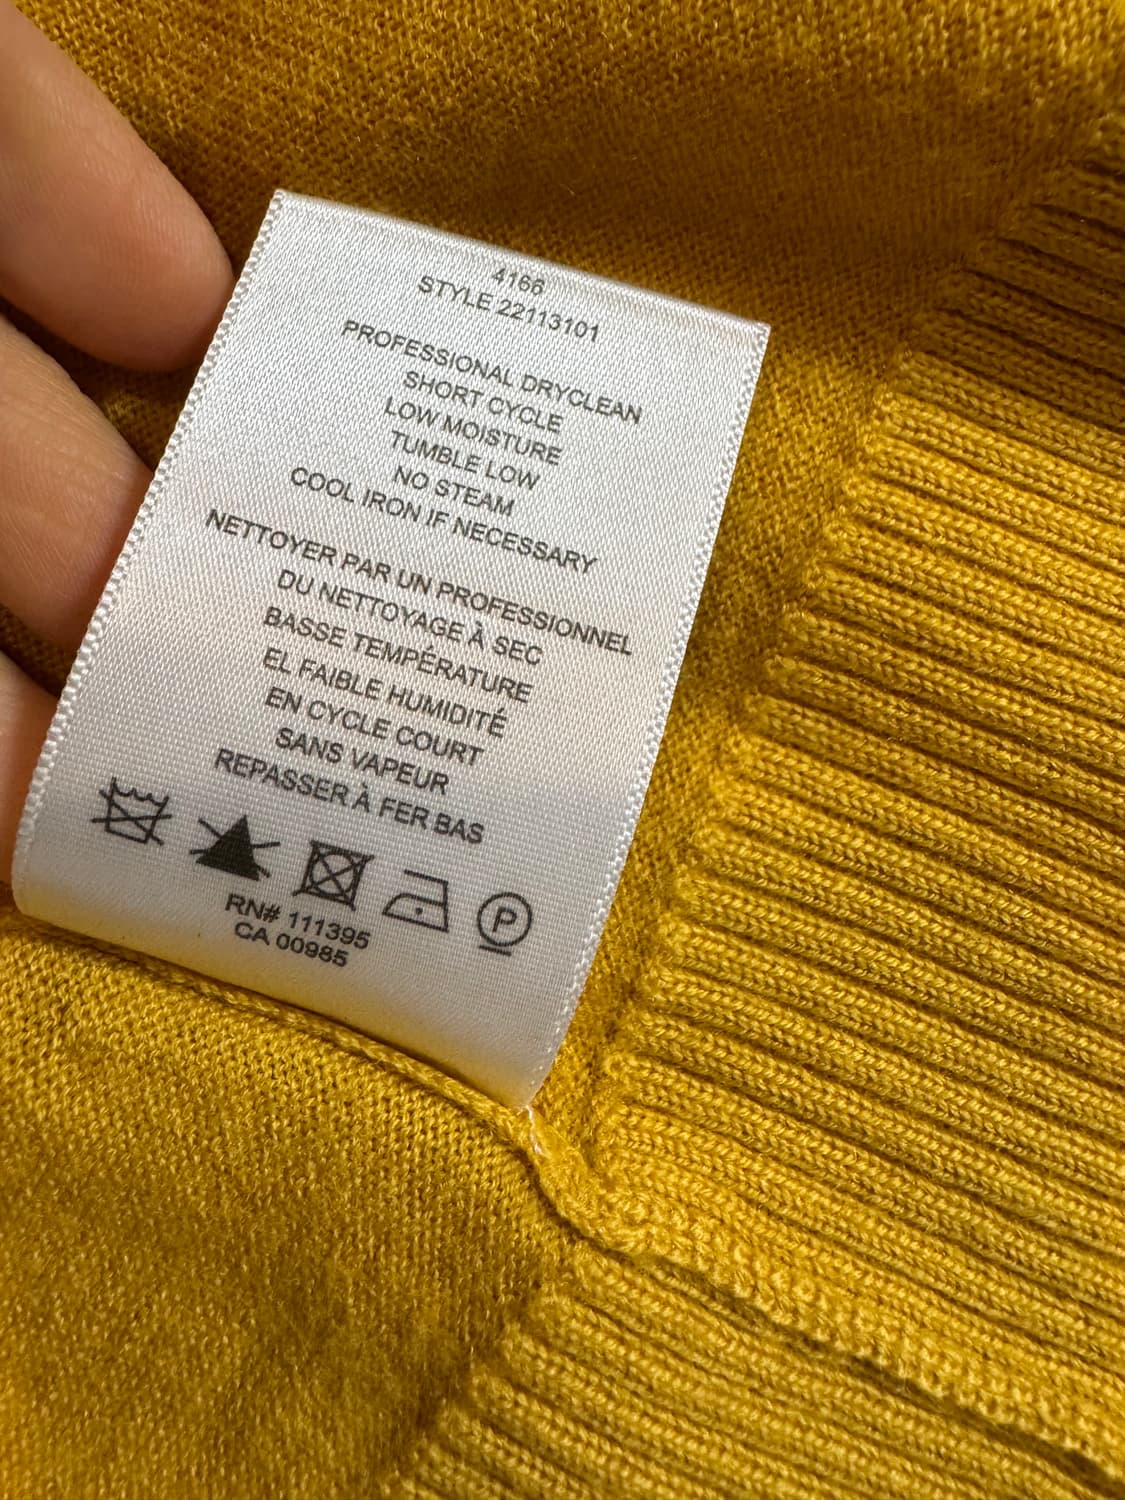 4166
STYLE 22113101
PROFESSIONAL DRYCLEAN
SHORT CYCLE
LOW MOISTURE
TUMBLE LOW
NO STEAM
COOL IRON IF NECESSARY
NETTOYER PAR UN PROFESSIONNEL
DU NETTOYAGE À SEC
BASSE TEMPÉRATURE
EL FAIBLE HUMIDITÉ
EN CYCLE COURT
SANS VAPEUR
REPASSER À FER BAS
P
RN# 111395
CA 00985